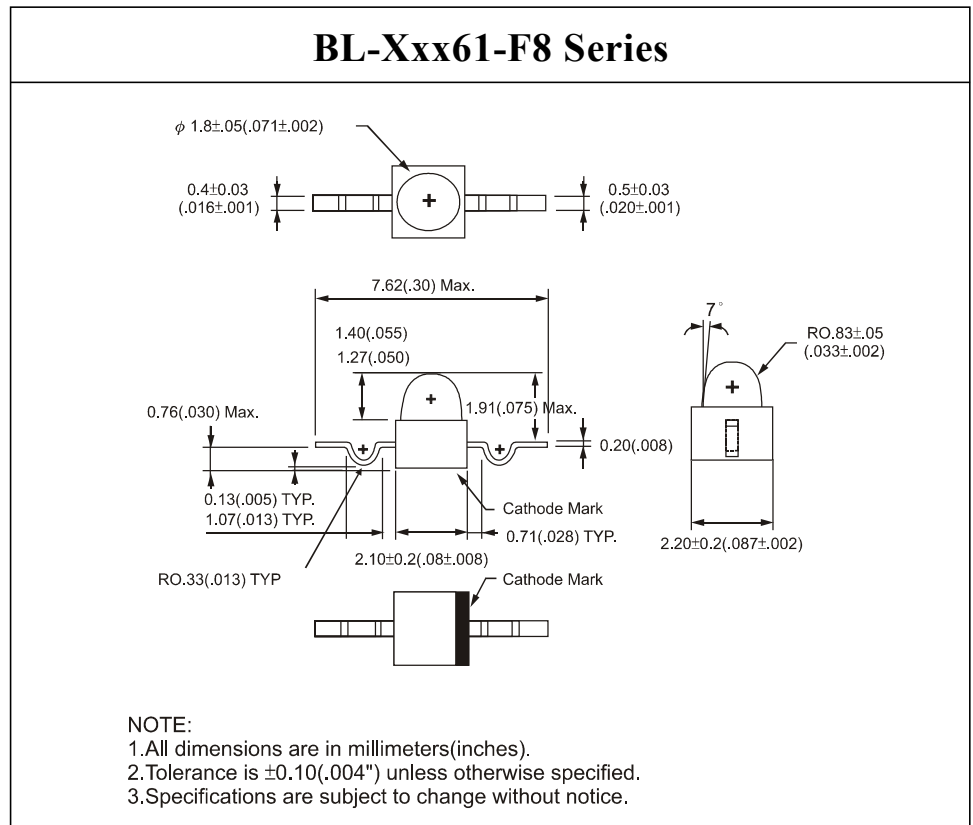 BL-Xxx61-F8 Series
ϕ 1.8±.05(.071±.002)
0.4±0.03
(.016±.001)
0.5±0.03
(.020±.001)
7.62(.30) Max.
1.40(.055)
1.27(.050)
7°
RO.83±.05
(.033±.002)
0.76(.030) Max.
1.91(.075) Max.
0.20(.008)
0.13(.005) TYP.
1.07(.013) TYP.
Cathode Mark
0.71(.028) TYP.
2.10±0.2(.08±.008)
2.20±0.2(.087±.002)
RO.33(.013) TYP
Cathode Mark
NOTE:
1.All dimensions are in millimeters(inches).
2.Tolerance is ±0.10(.004") unless otherwise specified.
3.Specifications are subject to change without notice.